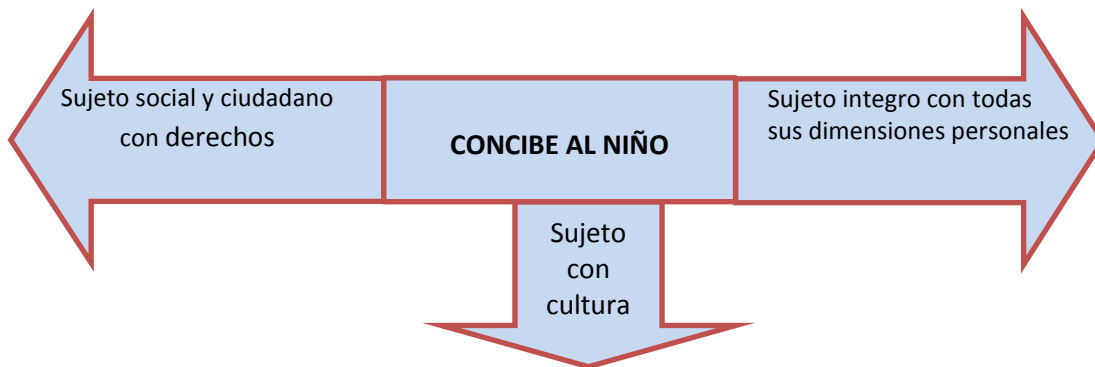 Sujeto social y ciudadano
con derechos
CONCIBE AL NIÑO
Sujeto integro con todas
sus dimensiones personales
Sujeto
con
cultura